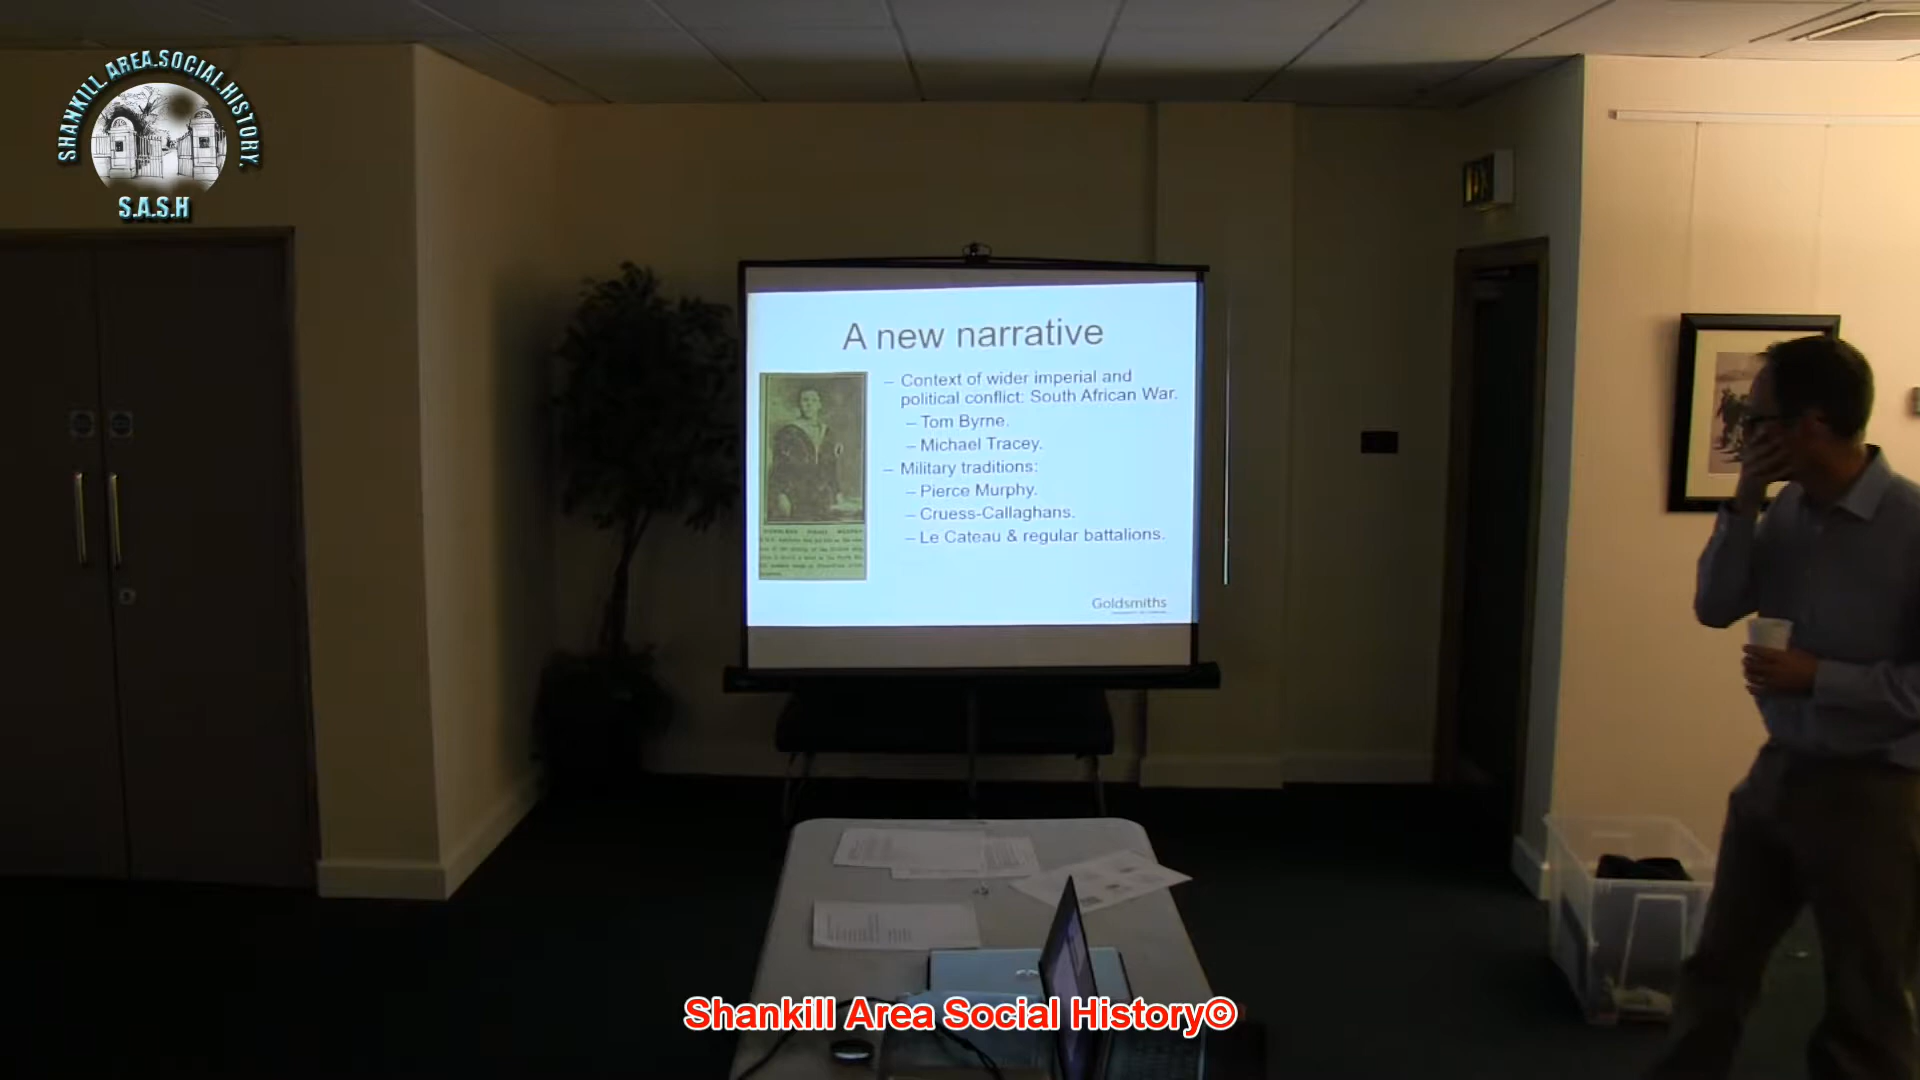 SHANKILL.AREA.SOCIAL.HISTORY.
S.A.S.H
A new narrative
– Context of wider imperial and
political conflict: South African War.
– Tom Byrne.
– Michael Tracey.
– Military traditions:
– Pierce Murphy.
– Cruess-Callaghans.
– Le Cateau & regular battalions.
Goldsmiths
Shankill Area Social History©